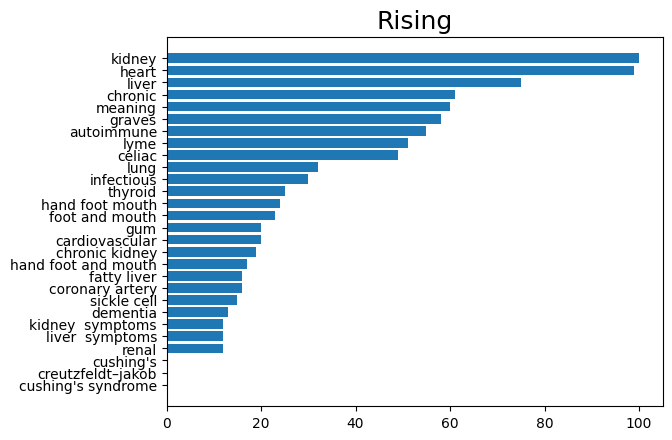 Rising
kidney
heart
liver
chronic
meaning
graves
autoimmune
lyme
celiac
lung
infectious
thyroid
hand foot mouth
foot and mouth
gum
cardiovascular
chronic kidney
hand foot and mouth
fatty liver
coronary artery
sickle cell
dementia
kidney  symptoms
liver  symptoms
renal
cushing's
creutzfeldt–jakob
cushing's syndrome
0 20 40 60 80 100